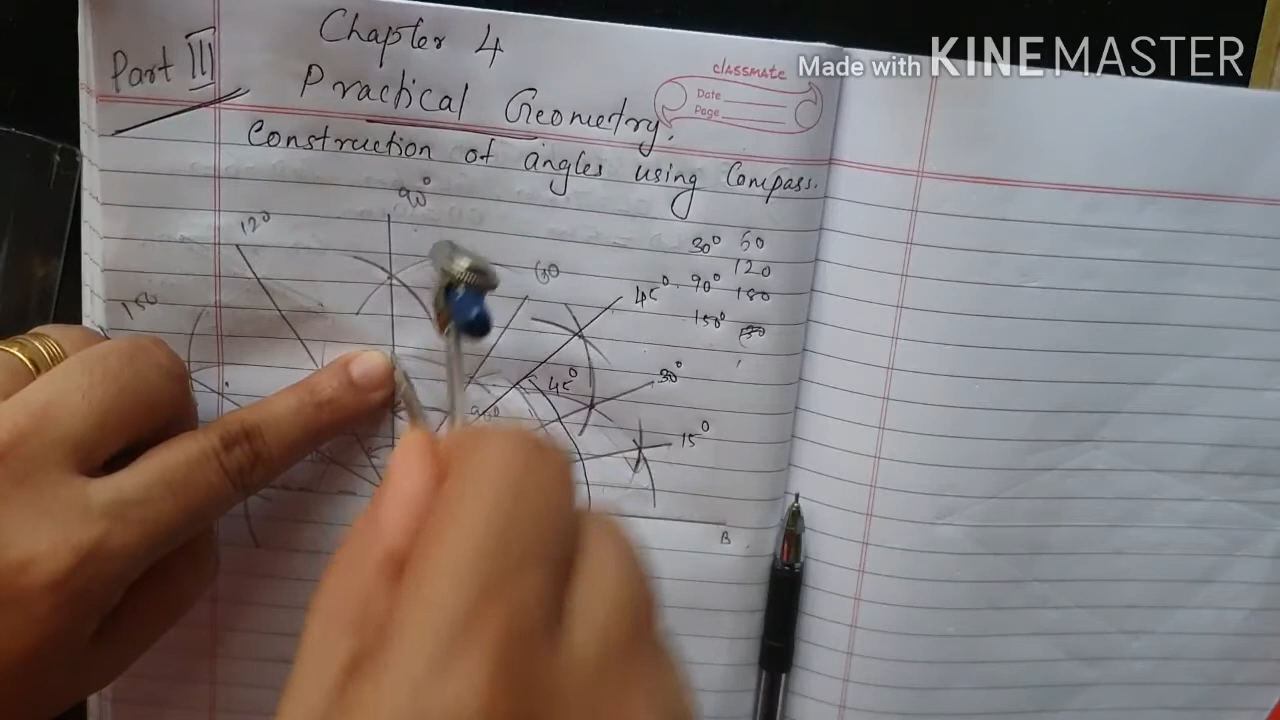 Made with KINEMASTER
Chapter 4
Part III
Practical Geometry.
classmate
Date
Page
Construction of angles using Compass.
90°
120
30° 60
120
60
45°. 90° 180
150
150°
45° 30°
15°
B